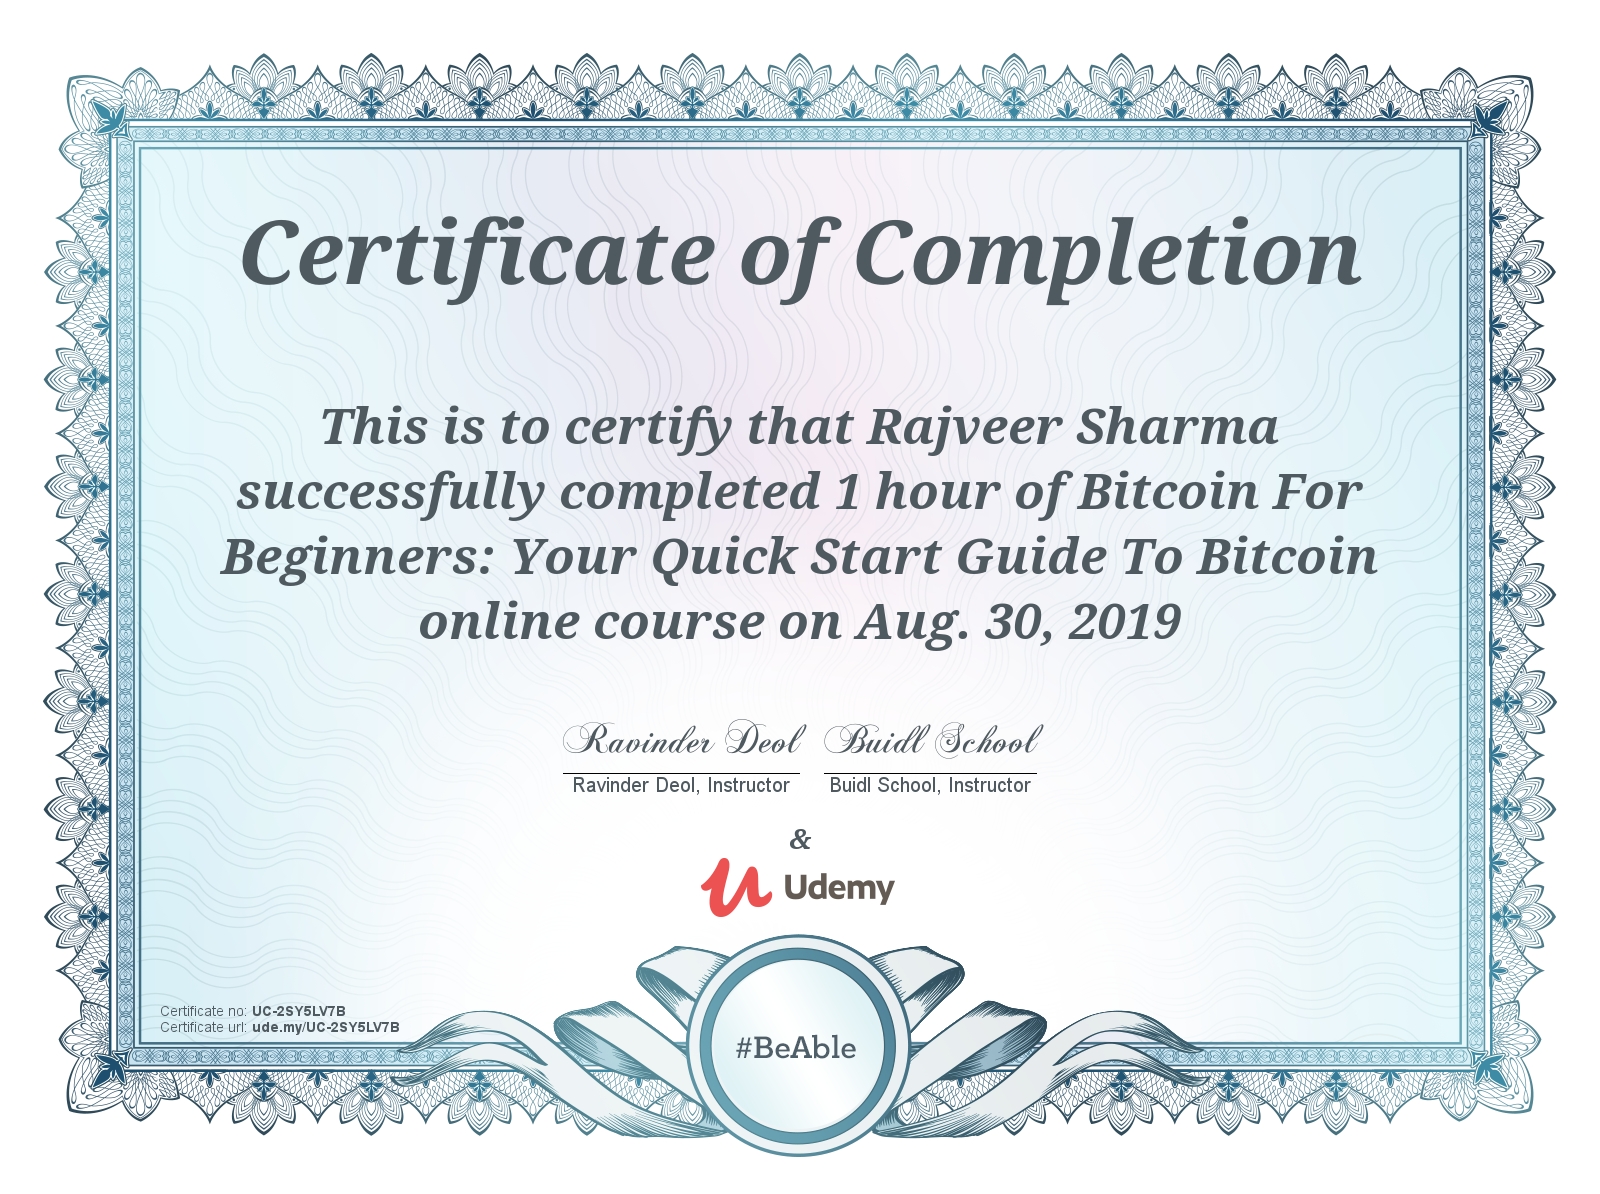 Certificate of Completion
This is to certify that Rajveer Sharma
successfully completed 1 hour of Bitcoin For
Beginners: Your Quick Start Guide To Bitcoin
online course on Aug. 30, 2019
Ravinder Deol Buidl School
Ravinder Deol, Instructor Buidl School, Instructor
&
Udemy
Certificate no: UC-2SY5LV7B
Certificate url: ude.my/UC-2SY5LV7B
#BeAble